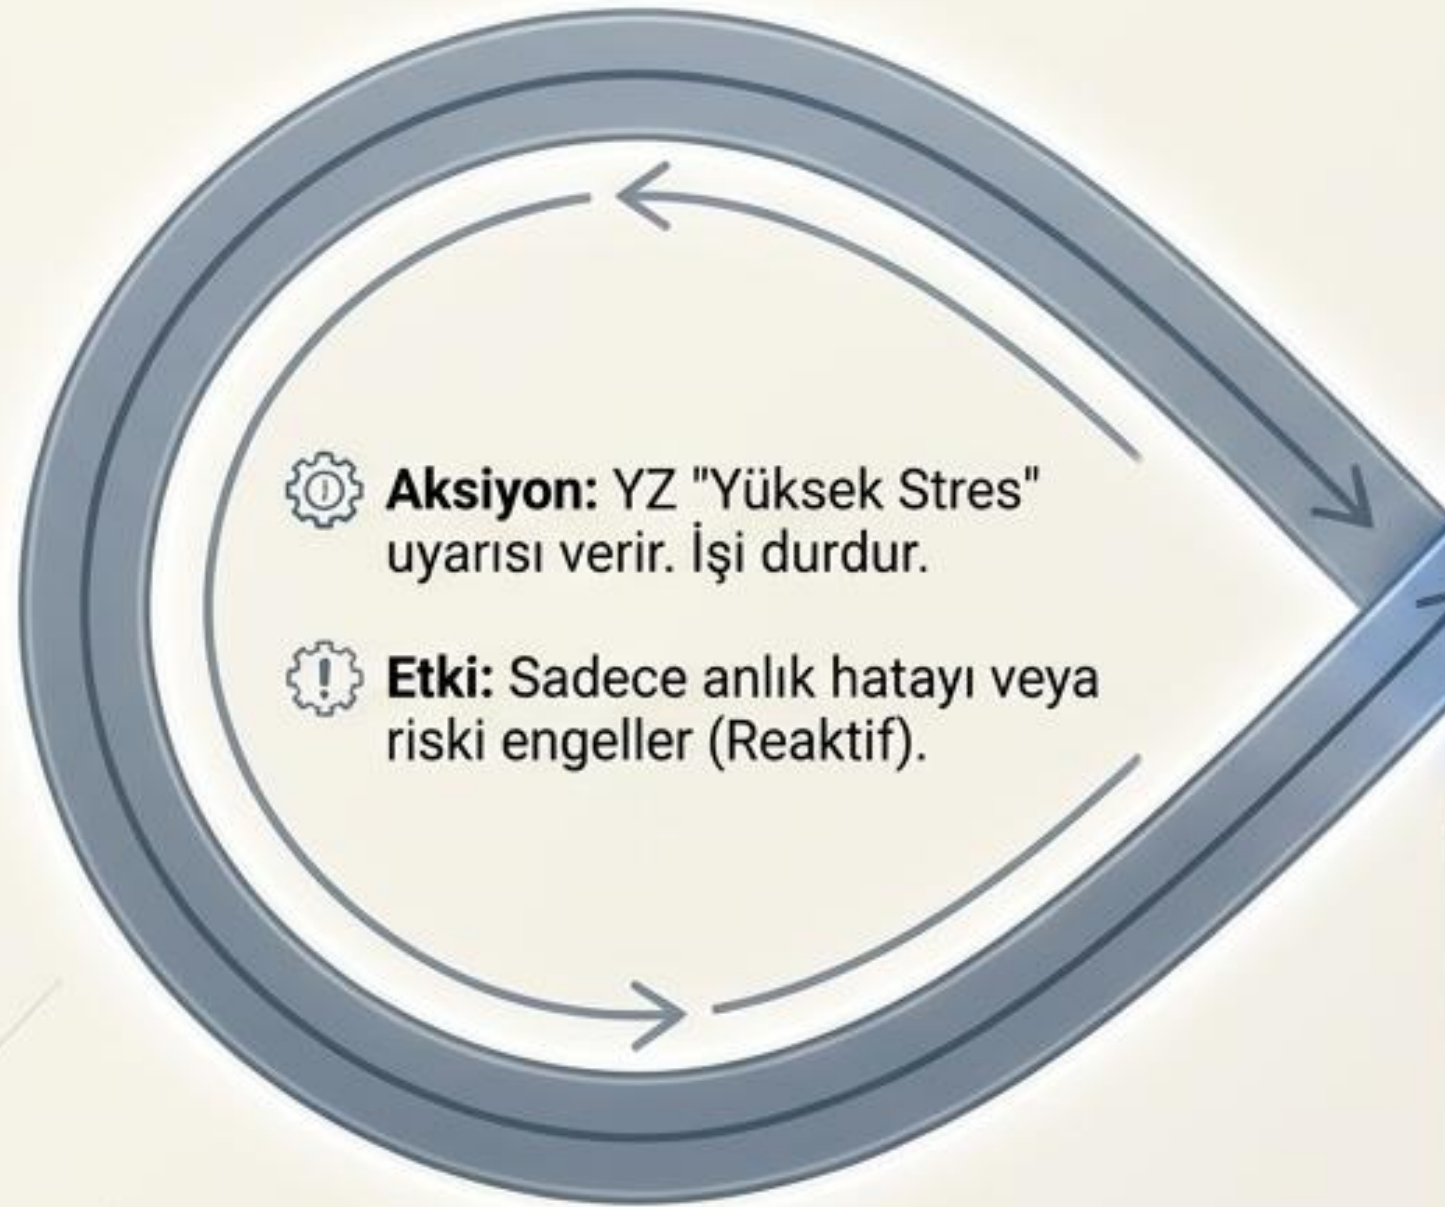 Aksiyon: YZ "Yüksek Stres"
uyarısı verir. İşi durdur.
Etki: Sadece anlık hatayı veya
riski engeller (Reaktif).